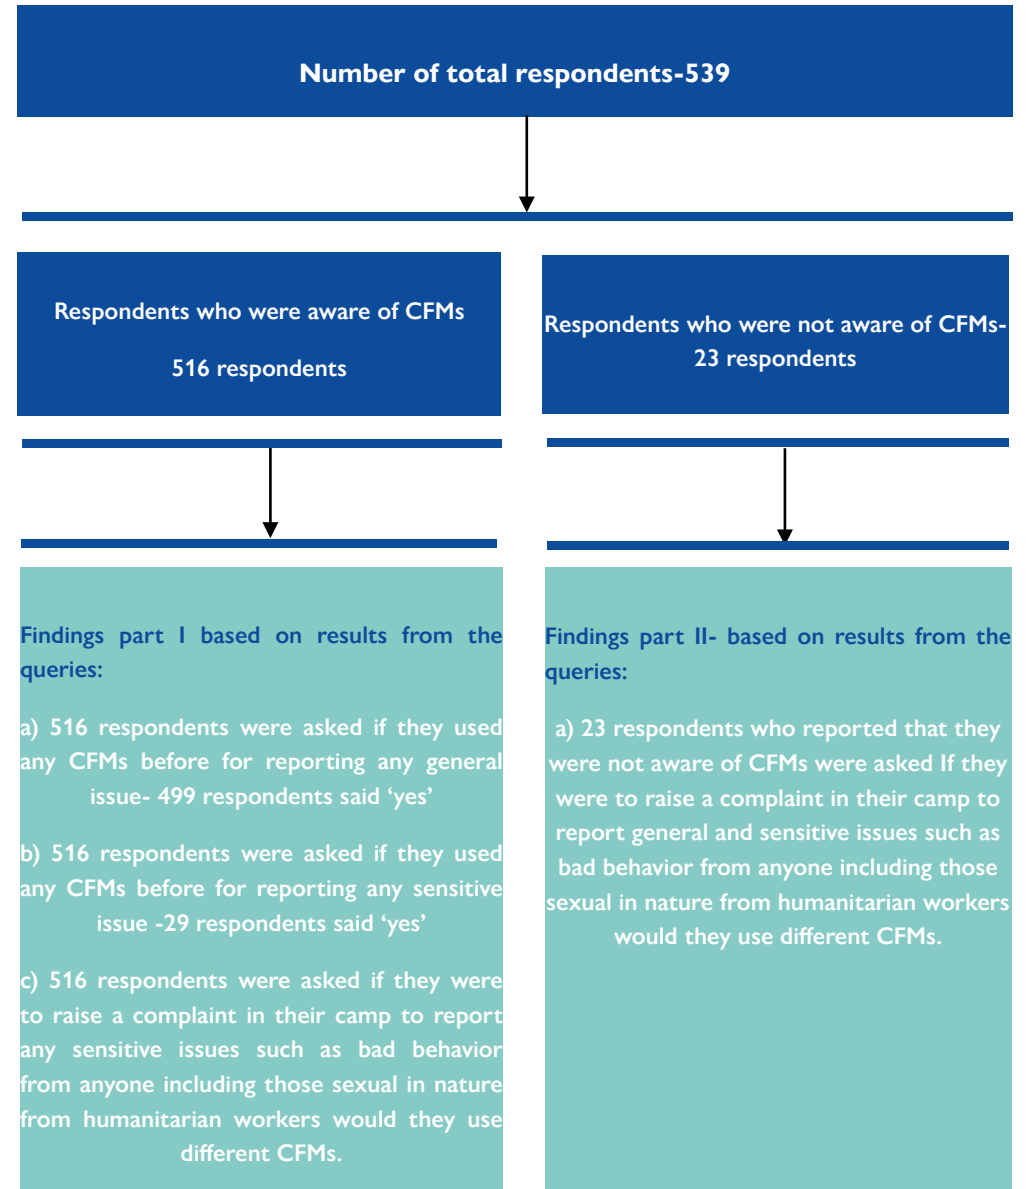 Number of total respondents-539
Respondents who were aware of CFMs
516 respondents
Respondents who were not aware of CFMs-
23 respondents
Findings part I based on results from the
queries:
a) 516 respondents were asked if they used
any CFMs before for reporting any general
issue- 499 respondents said ‘yes’
b) 516 respondents were asked if they used
any CFMs before for reporting any sensitive
issue -29 respondents said ‘yes’
c) 516 respondents were asked if they were
to raise a complaint in their camp to report
any sensitive issues such as bad behavior
from anyone including those sexual in nature
from humanitarian workers would they use
different CFMs.
Findings part II- based on results from the
queries:
a) 23 respondents who reported that they
were not aware of CFMs were asked If they
were to raise a complaint in their camp to
report general and sensitive issues such as
bad behavior from anyone including those
sexual in nature from humanitarian workers
would they use different CFMs.